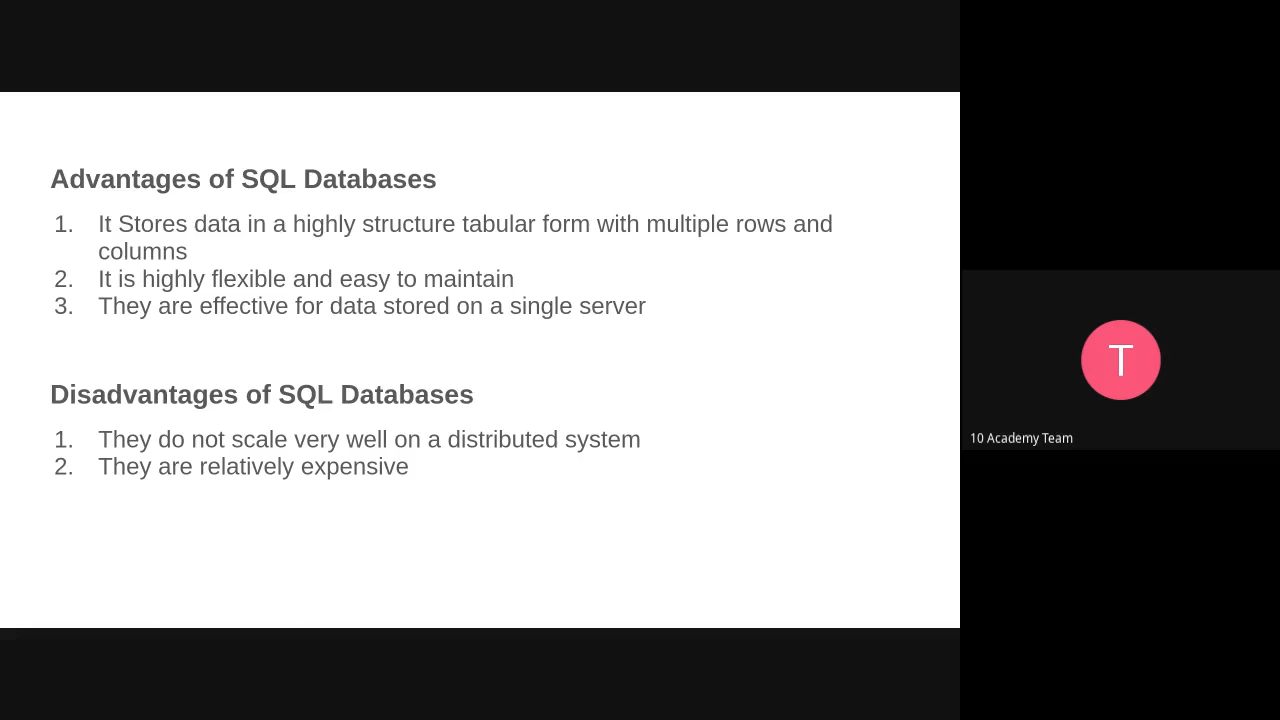 Advantages of SQL Databases
1. It Stores data in a highly structure tabular form with multiple rows and
columns
2. It is highly flexible and easy to maintain
3. They are effective for data stored on a single server
Disadvantages of SQL Databases
1. They do not scale very well on a distributed system
2. They are relatively expensive
T
10 Academy Team